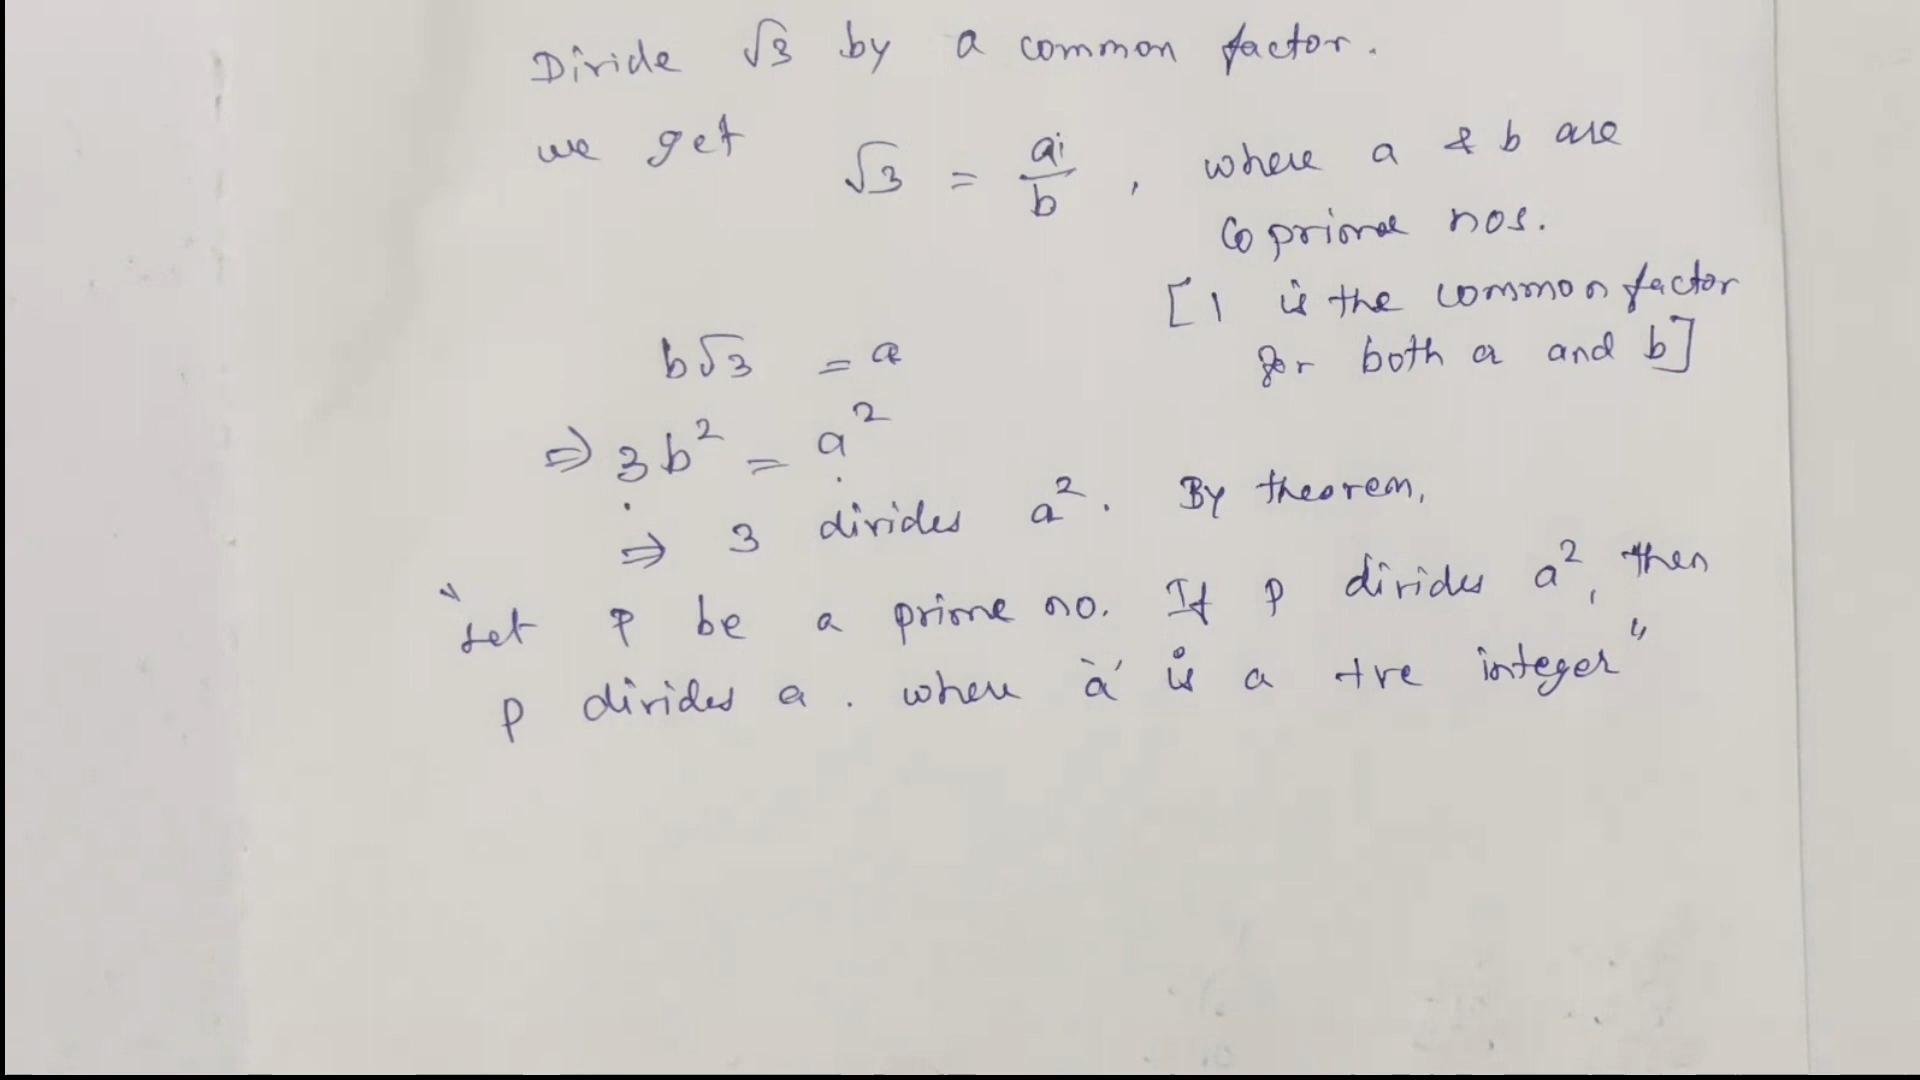 Divide √3 by a common factor.
we get √3 = a/b, where a & b are
Coprime nos.
[1 is the common factor
for both a and b]
b√3 = a
⇒ 3b² = a²
⇒ 3 divides a². By theorem,
"Let p be a prime no. If p divides a², then
p divides a. where 'a' is a +ve integer"